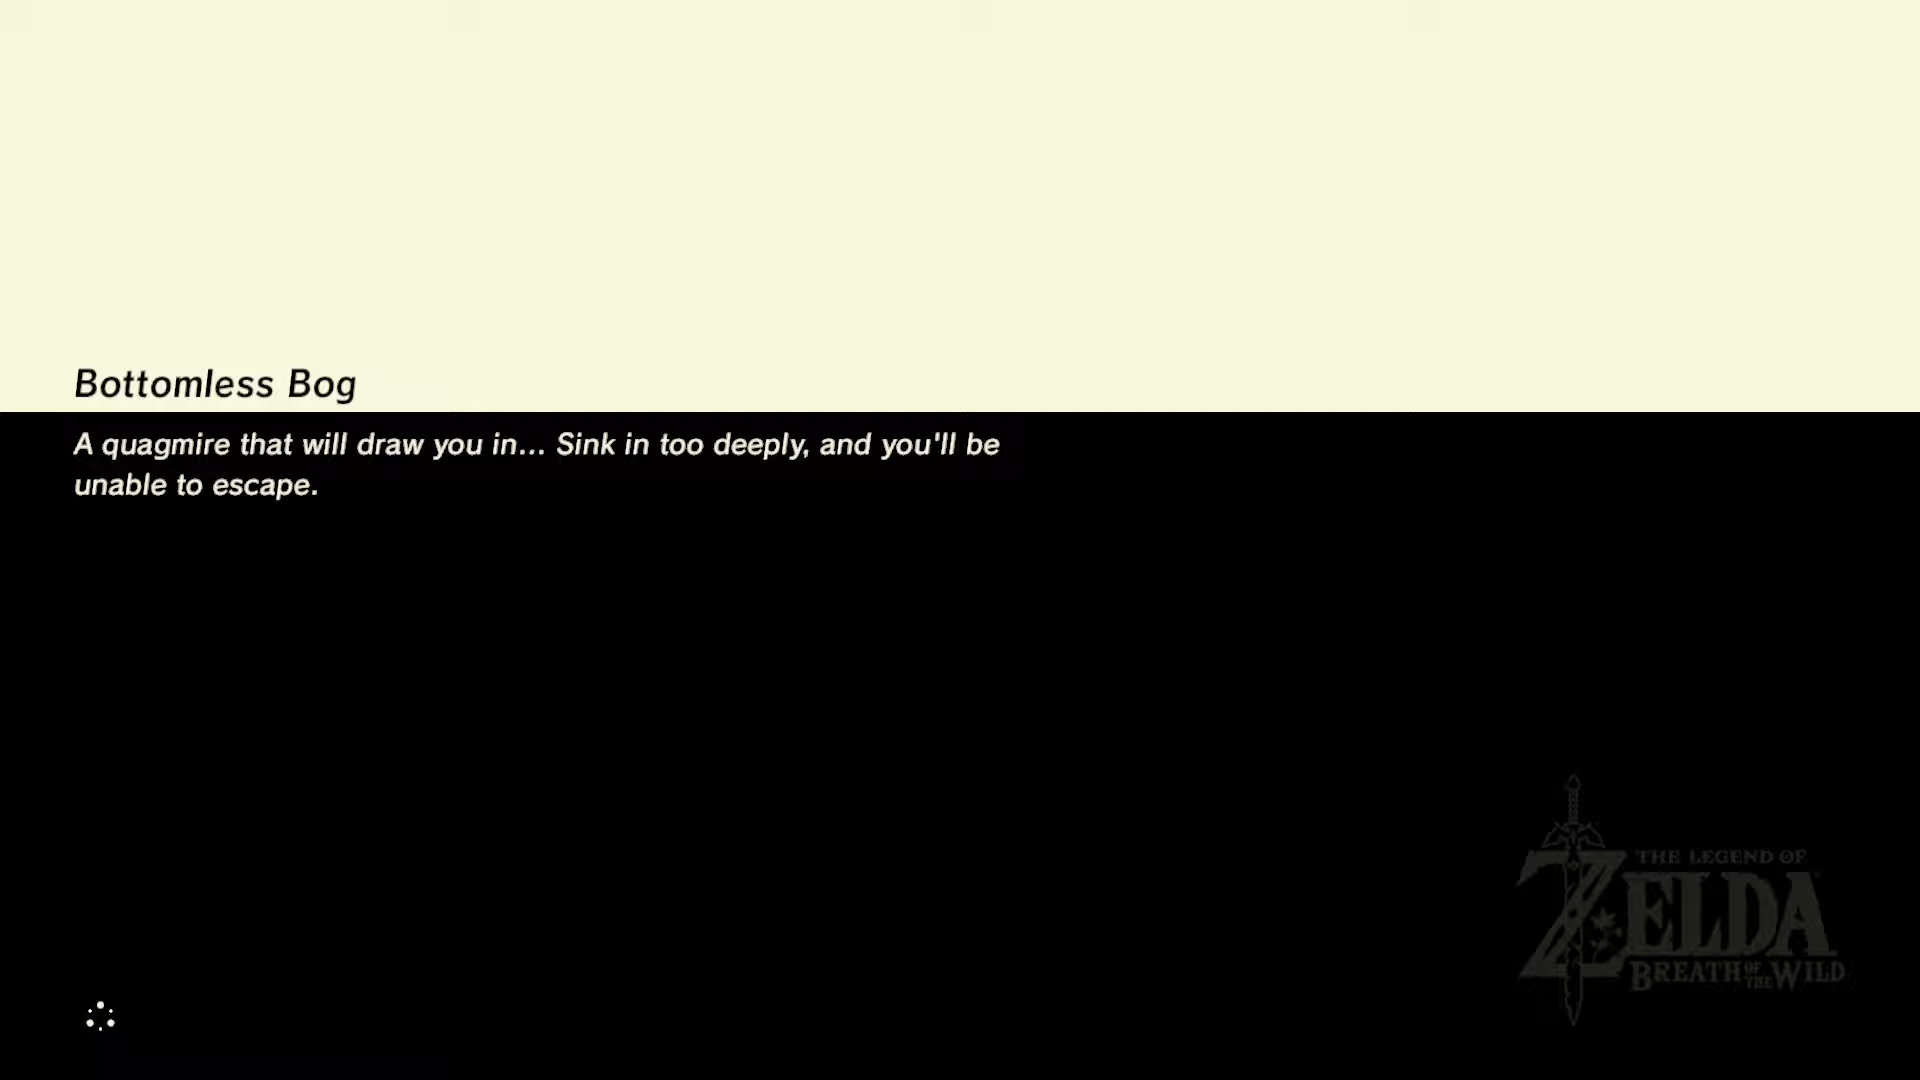 Bottomless Bog
A quagmire that will draw you in... Sink in too deeply, and you'll be
unable to escape.
THE LEGEND OF
ZELDA
BREATH OF THE WILD